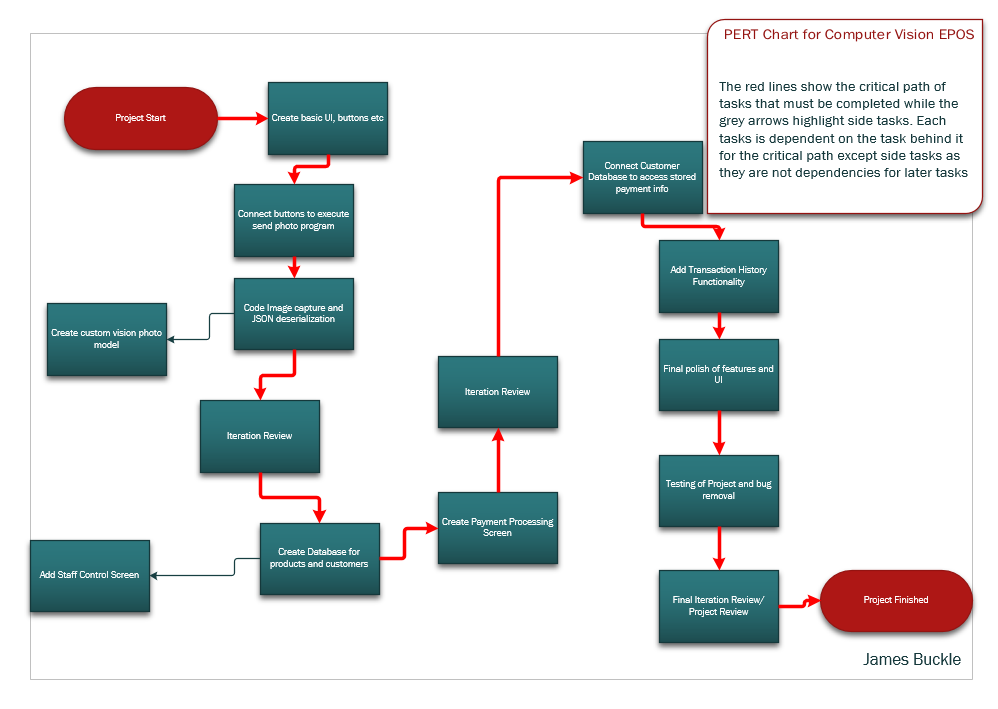 PERT Chart for Computer Vision EPOS
The red lines show the critical path of
tasks that must be completed while the
grey arrows highlight side tasks. Each
tasks is dependent on the task behind it
for the critical path except side tasks as
they are not dependencies for later tasks
Project Start
Create basic UI, buttons etc
Connect buttons to execute
send photo program
Code Image capture and
JSON deserialization
Create custom vision photo
model
Iteration Review
Create Database for
products and customers
Add Staff Control Screen
Create Payment Processing
Screen
Iteration Review
Connect Customer
Database to access stored
payment info
Add Transaction History
Functionality
Final polish of features and
UI
Testing of Project and bug
removal
Final Iteration Review/
Project Review
Project Finished
James Buckle